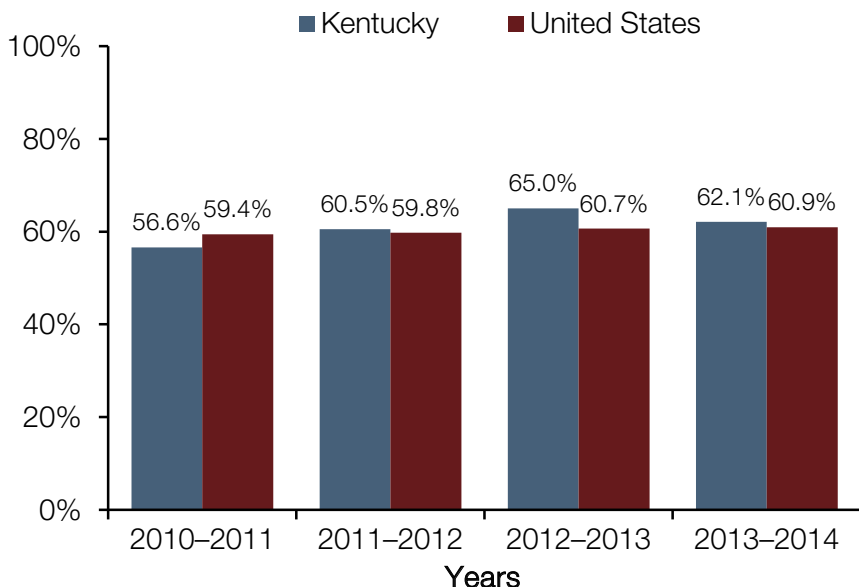 Kentucky United States
100%
80%
60%
40%
20%
0%
56.6% 59.4% 60.5% 59.8% 65.0% 60.7% 62.1% 60.9%
2010–2011 2011–2012 2012–2013 2013–2014
Years